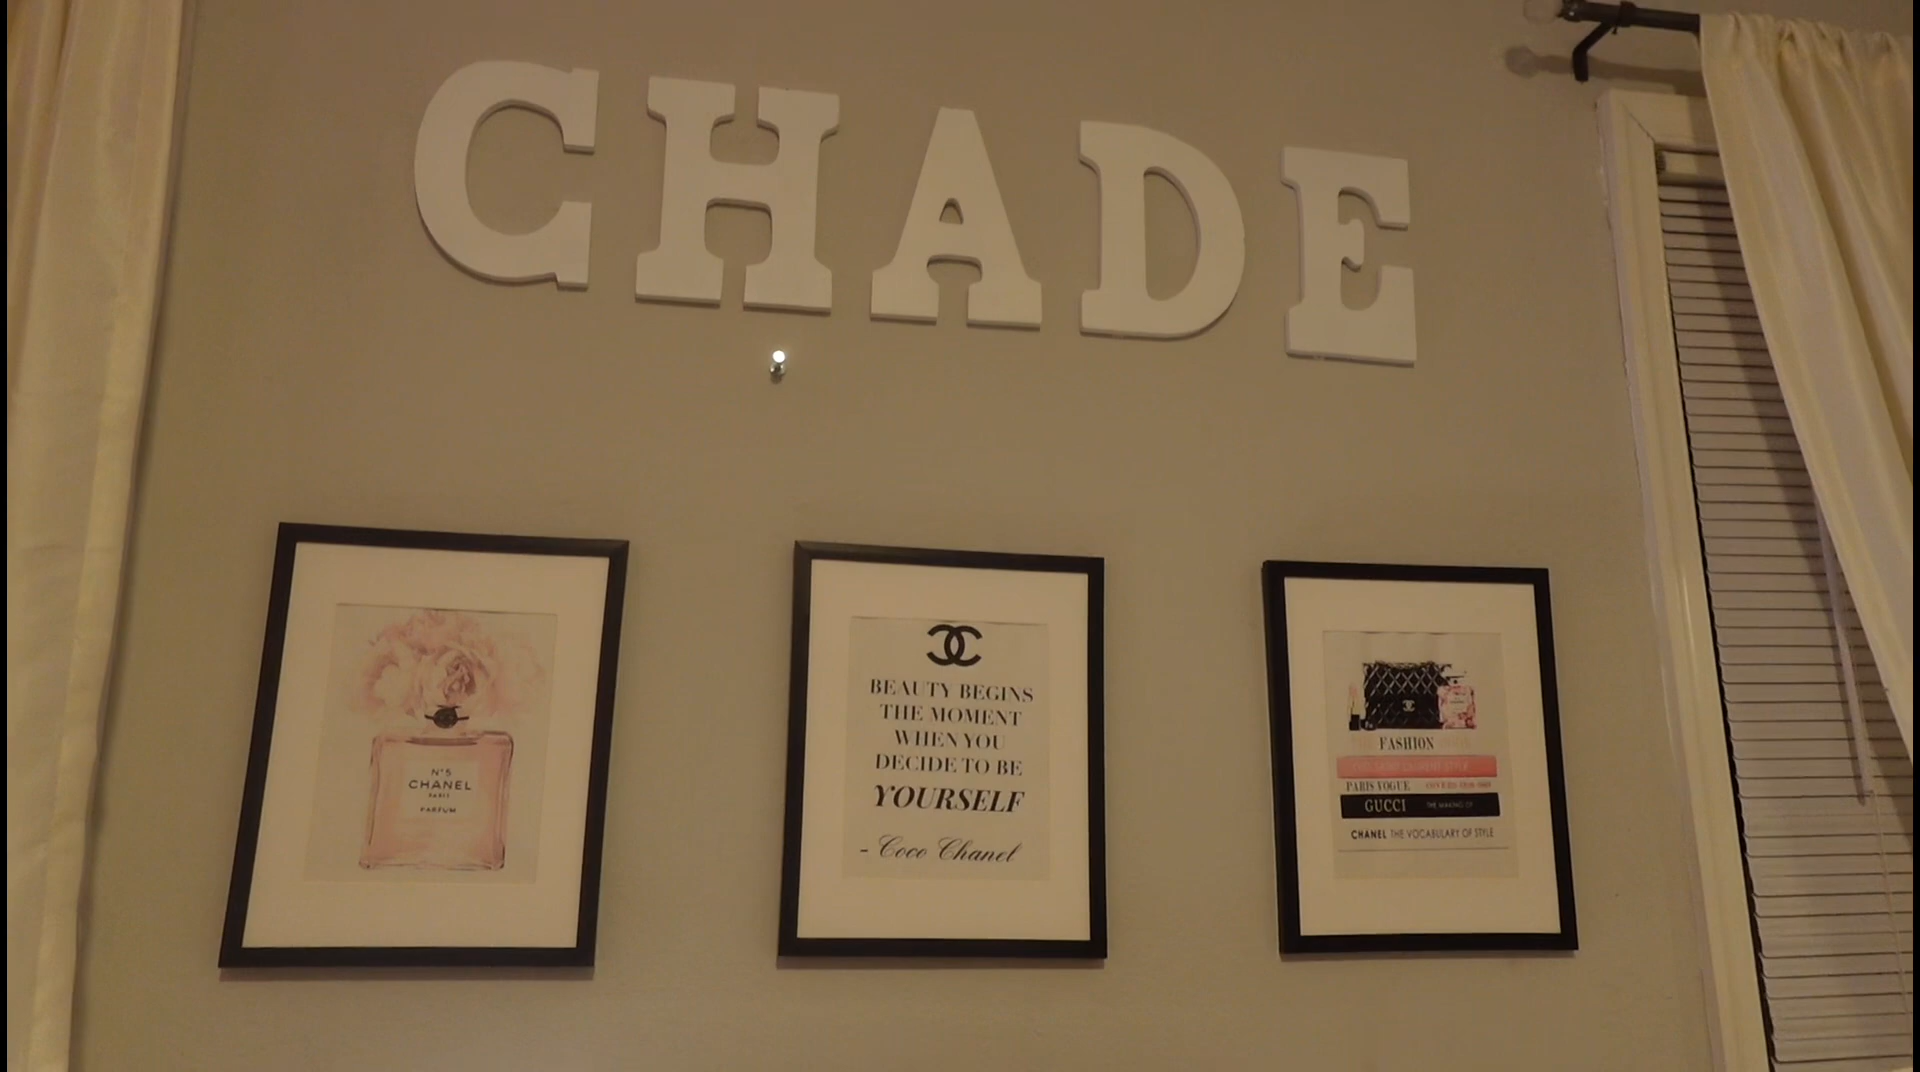 CHADE
Nº5
CHANEL
PARIS
PARFUM
BEAUTY BEGINS
THE MOMENT
WHEN YOU
DECIDE TO BE
YOURSELF
- Coco Chanel
FASHION
PARIS VOGUE
GUCCI THE MAKING OF
CHANEL THE VOCABULARY OF STYLE